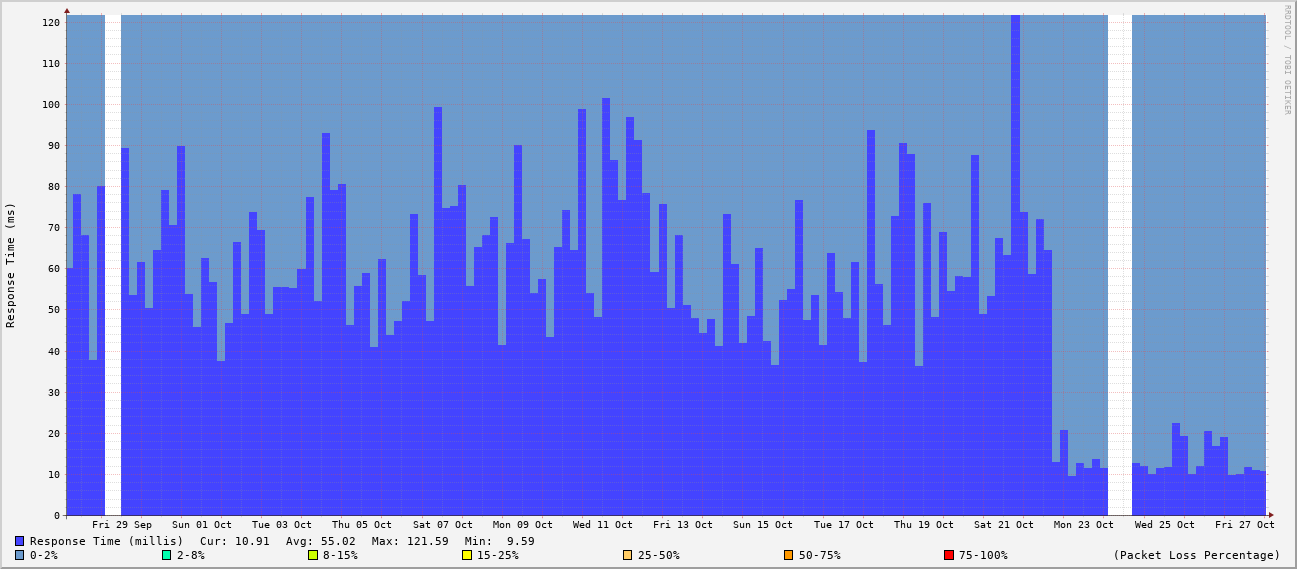 120
110
100
90
80
70
60
50
40
30
20
10
0
Response Time (ms)
RRDTOOL / TOBI OETIKER
Fri 29 Sep Sun 01 Oct Tue 03 Oct Thu 05 Oct Sat 07 Oct Mon 09 Oct Wed 11 Oct Fri 13 Oct Sun 15 Oct Tue 17 Oct Thu 19 Oct Sat 21 Oct Mon 23 Oct Wed 25 Oct Fri 27 Oct
Response Time (millis) Cur: 10.91 Avg: 55.02 Max: 121.59 Min: 9.59
0-2% 2-8% 8-15% 15-25% 25-50% 50-75% 75-100% (Packet Loss Percentage)